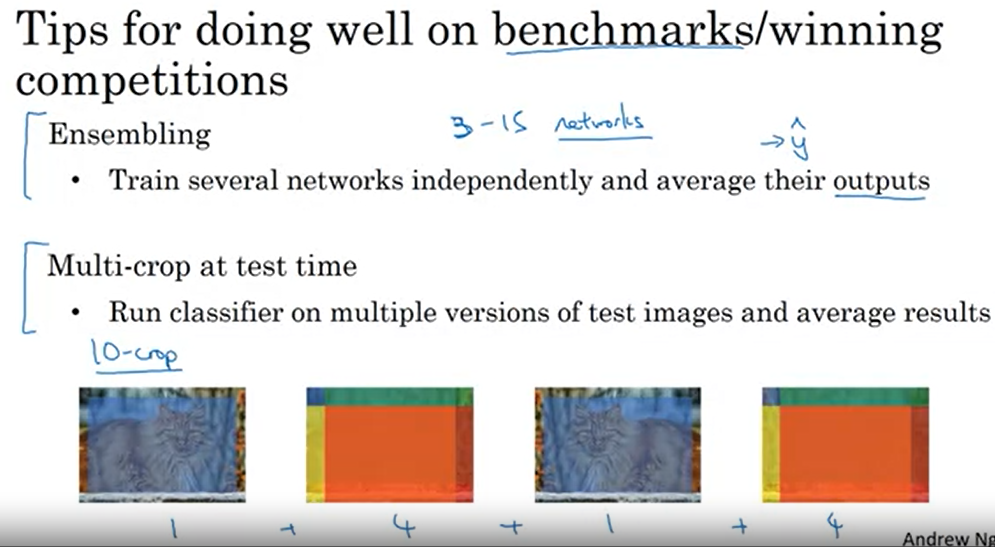 Tips for doing well on benchmarks/winning
competitions
Ensembling
3-15 networks
→ŷ
• Train several networks independently and average their outputs
Multi-crop at test time
• Run classifier on multiple versions of test images and average results
10-crop
1 + 4 + 1 + 4
Andrew Ng